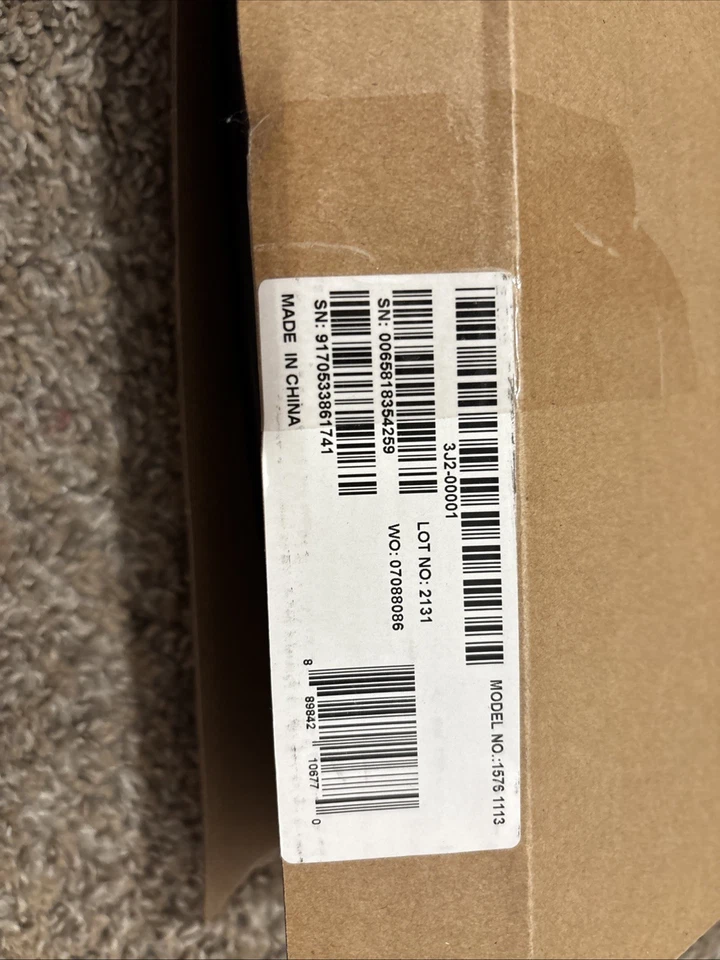 3J2-00001
MODEL NO.:1576 1113
SN: 0065818354259
LOT NO: 2131
SN: 9170533861741
WO: 07088086
MADE IN CHINA
8 89842 10677 0